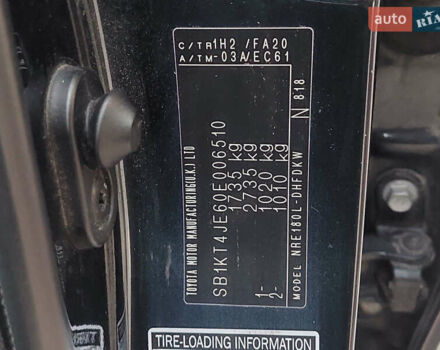 auto RIA
C/TR 1H2 /FA20
A/TM -03A/EC61
N 818
TOYOTA MOTOR MANUFACTURING(U.K.) LTD
SB1KT4JE60E006510
1735 kg
2735 kg
1- 1020 kg
2- 1010 kg
MODEL NRE180L-DHFDKW
TIRE-LOADING INFORMATION